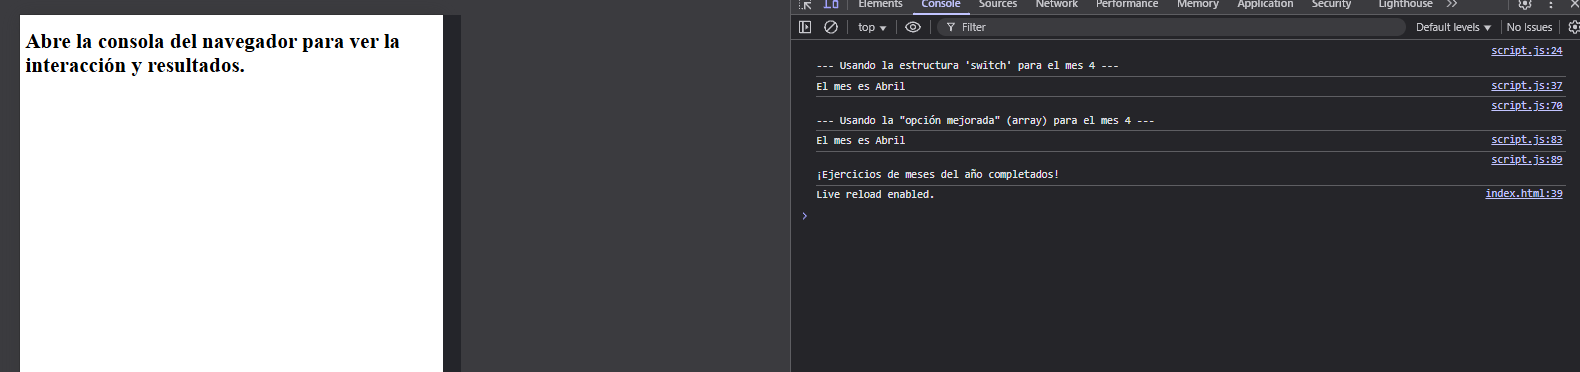 Abre la consola del navegador para ver la
interacción y resultados.
Elements Console Sources Network Performance Memory Application Security Lighthouse
top Filter Default levels No Issues
script.js:24
--- Usando la estructura 'switch' para el mes 4 ---
El mes es Abril script.js:37
script.js:70
--- Usando la "opción mejorada" (array) para el mes 4 ---
El mes es Abril script.js:83
script.js:89
¡Ejercicios de meses del año completados!
Live reload enabled. index.html:39